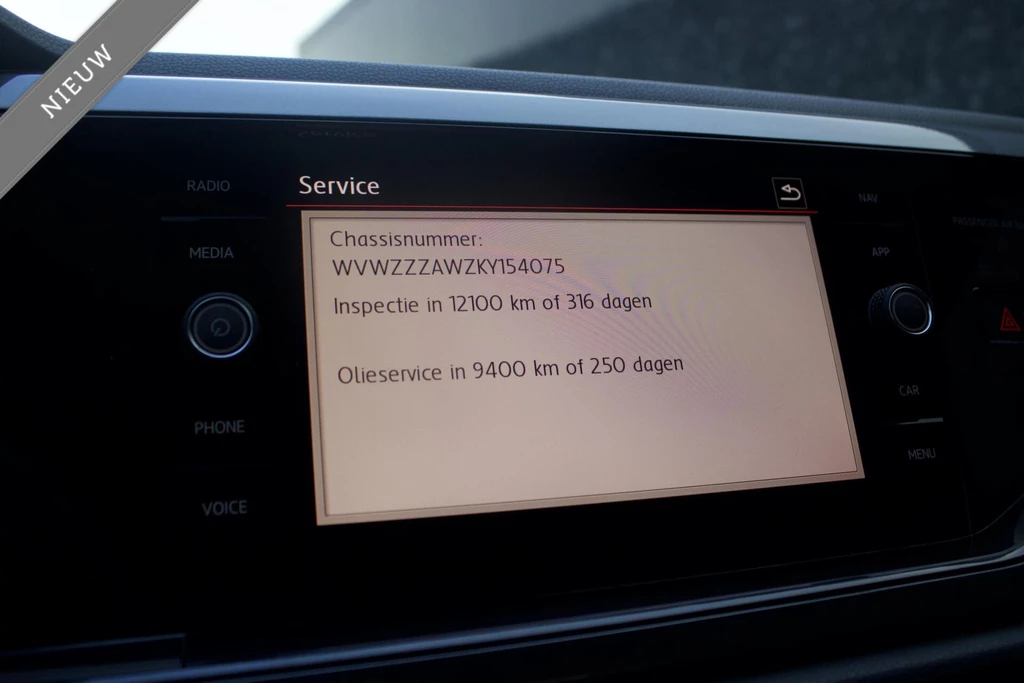 NIEUW
RADIO
Service
NAV
MEDIA
Chassisnummer:
WVWZZZAWZKY154075
APP
Inspectie in 12100 km of 316 dagen
Olieservice in 9400 km of 250 dagen
CAR
PHONE
MENU
VOICE